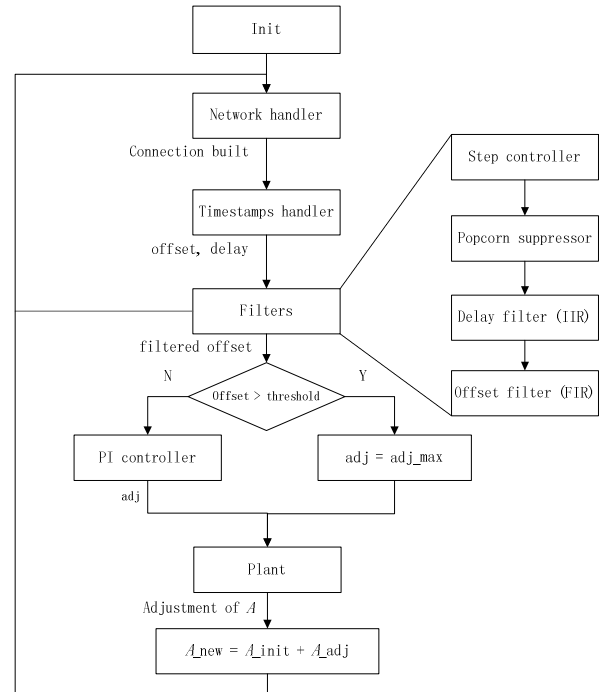 Init
Network handler
Connection built
Timestamps handler
offset, delay
Filters
filtered offset
Step controller
Popcorn suppressor
Delay filter (IIR)
Offset filter (FIR)
N
Y
Offset > threshold
PI controller
adj = adj_max
adj
Plant
Adjustment of A
A_new = A_init + A_adj